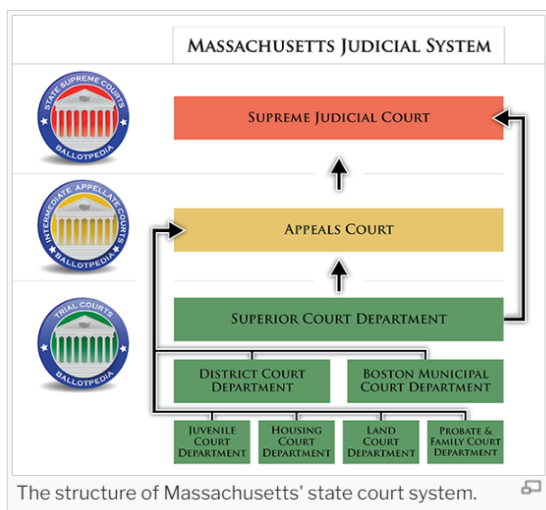 MASSACHUSETTS JUDICIAL SYSTEM
STATE SUPREME COURTS
BALLOTPEDIA
SUPREME JUDICIAL COURT
INTERMEDIATE APPELLATE COURTS
BALLOTPEDIA
APPEALS COURT
TRIAL COURTS
BALLOTPEDIA
SUPERIOR COURT DEPARTMENT
DISTRICT COURT
DEPARTMENT
BOSTON MUNICIPAL
COURT DEPARTMENT
JUVENILE
COURT
DEPARTMENT
HOUSING
COURT
DEPARTMENT
LAND
COURT
DEPARTMENT
PROBATE &
FAMILY COURT
DEPARTMENT
The structure of Massachusetts' state court system.